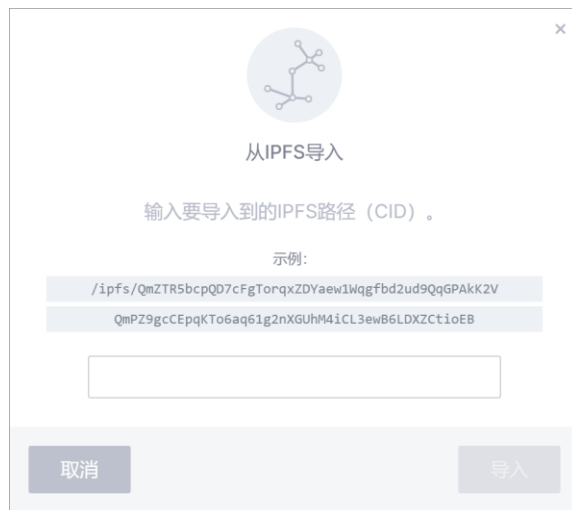 ×
从IPFS导入
输入要导入到的IPFS路径（CID）。
示例：
/ipfs/QmZTR5bcpQD7cFgTorqxZDYaew1Wqgfbd2ud9QqGPAkK2V
QmPZ9gcCEpqKTo6aq61g2nXGUhM4iCL3ewB6LDXZCtioEB
取消
导入